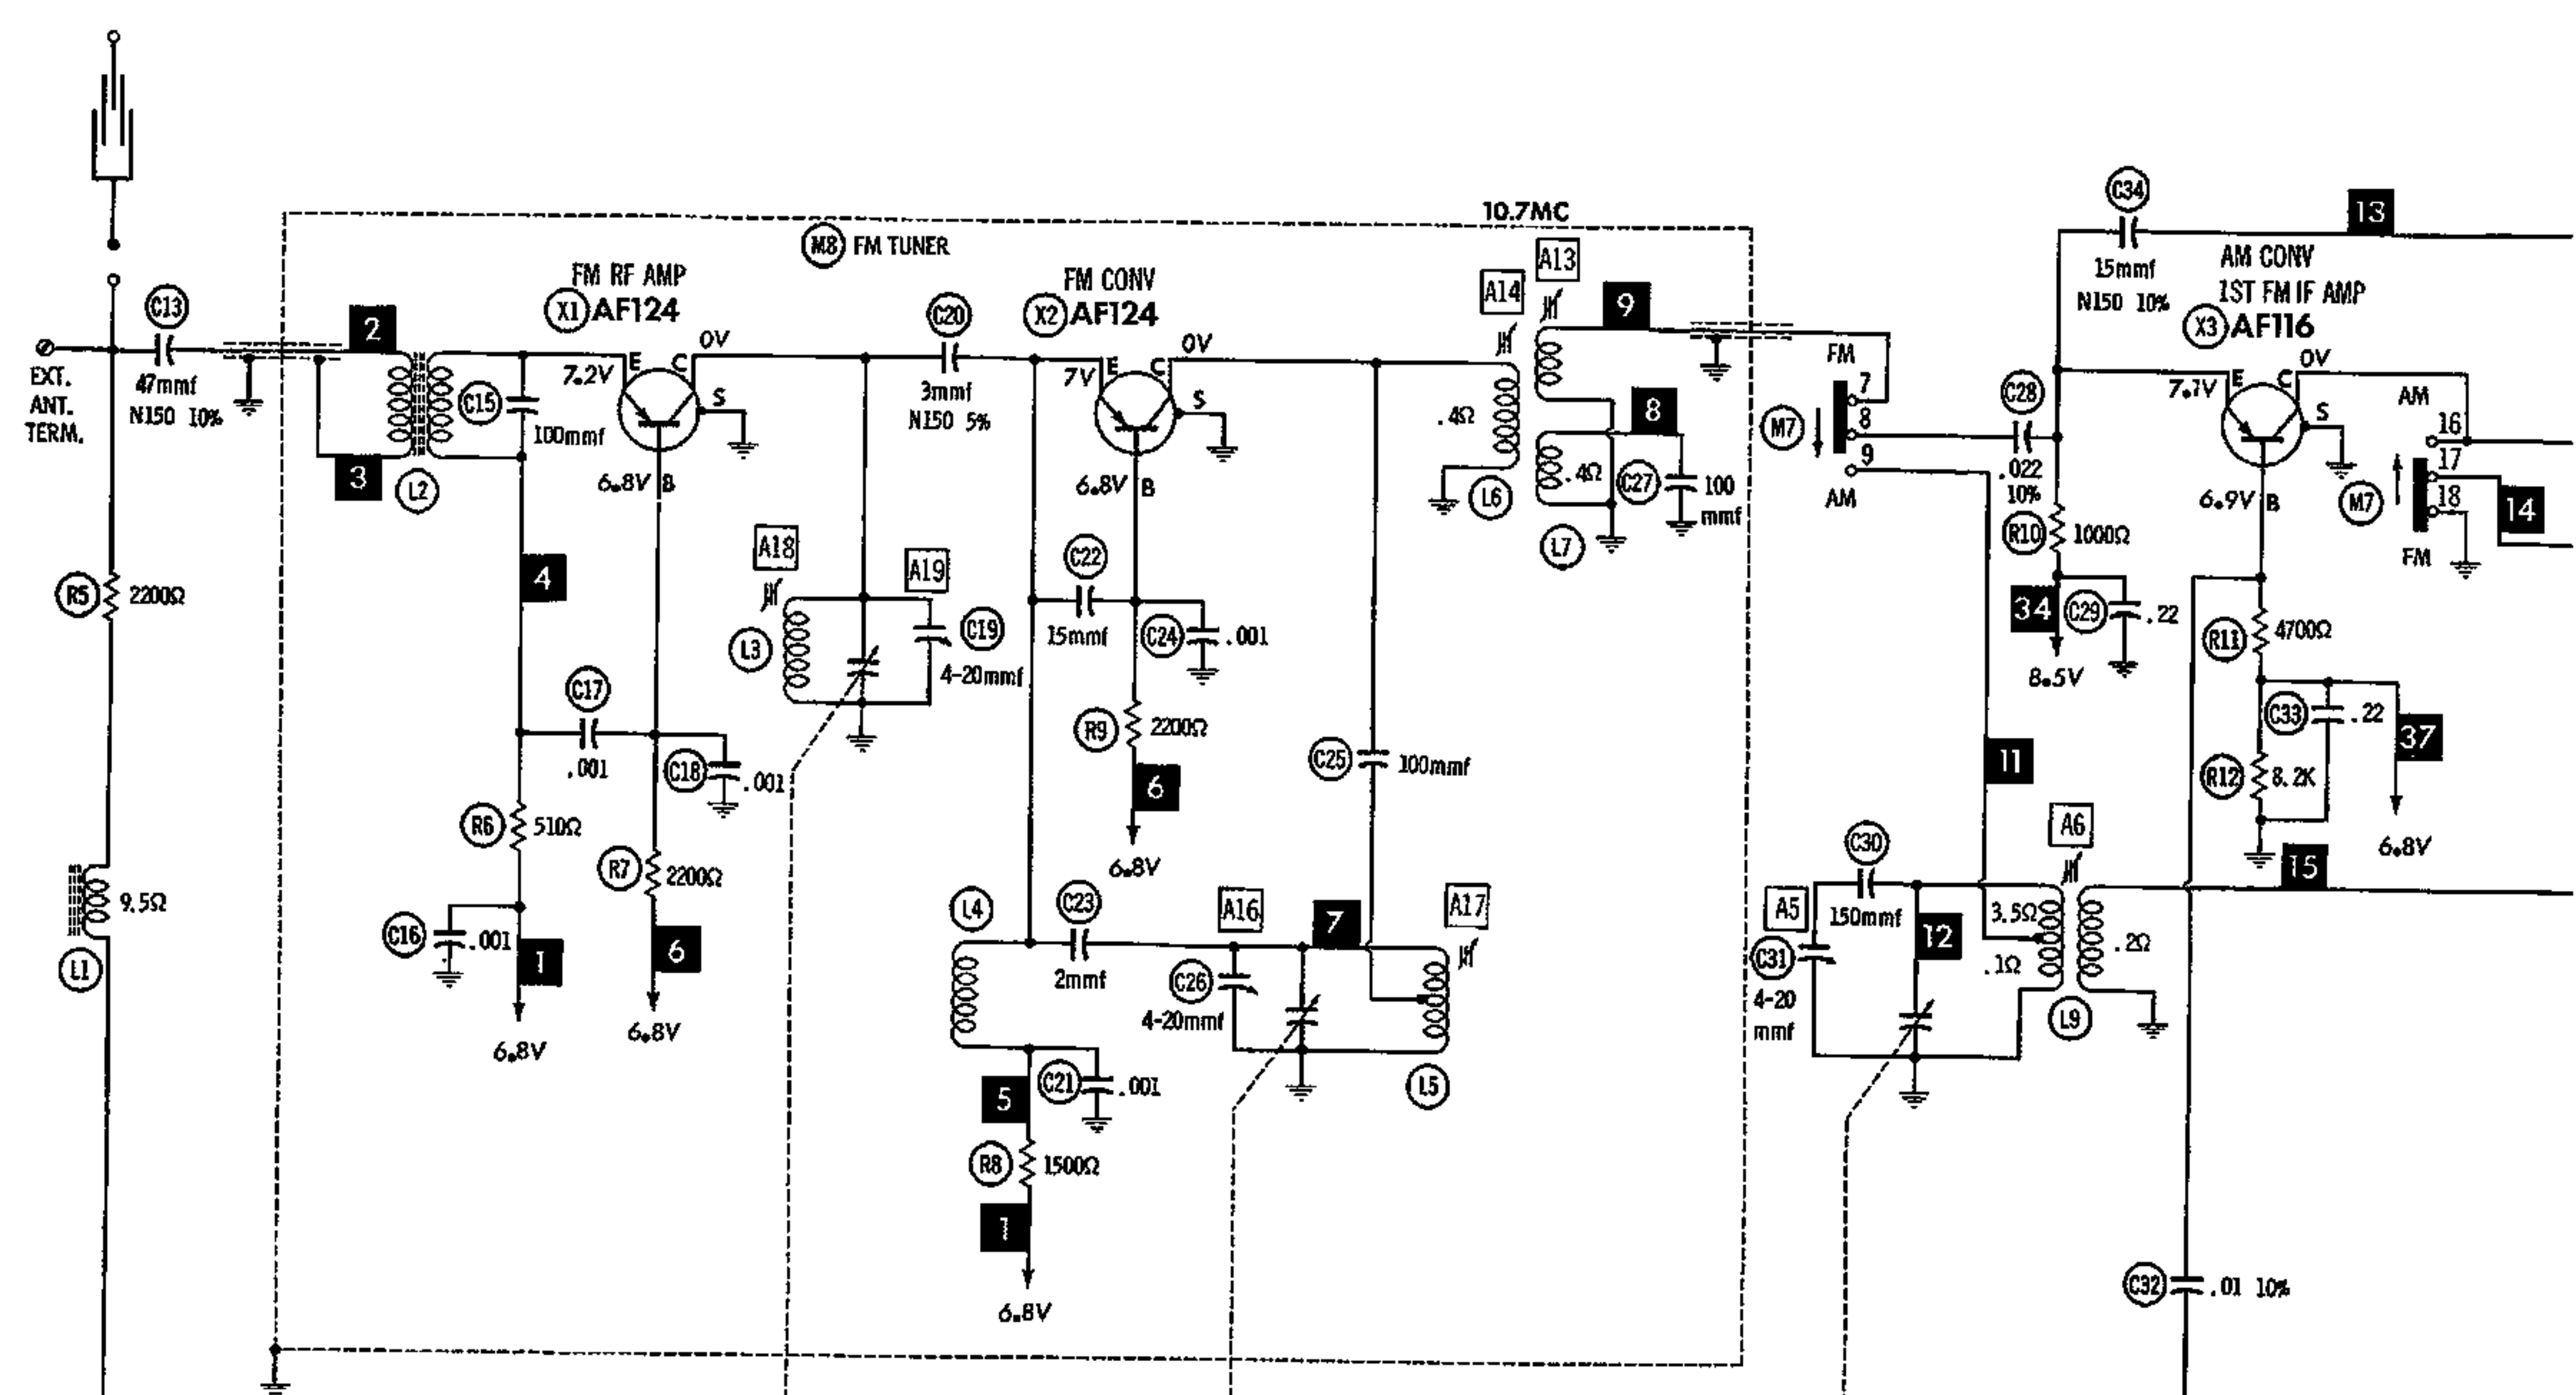 10.7MC
M8 FM TUNER
FM RF AMP
X1 AF124
FM CONV
X2 AF124
AM CONV
1ST FM IF AMP
X3 AF116
C34
15mmf
N150 10%
13
EXT.
ANT.
TERM.
C13
47mmf
N150 10%
2
3
L2
C15
100mmf
7.2V
E
C
0V
S
6.8V
B
4
R5
2200Ω
L1
9.5Ω
C17
.001
C18
.001
R6
510Ω
R7
2200Ω
C16
.001
1
6.8V
6
6.8V
A18
L3
A19
C19
4-20mmf
C20
3mmf
N150 5%
7V
E
C
0V
S
6.8V
B
C22
15mmf
C24
.001
R9
2200Ω
6
6.8V
C25
100mmf
L4
C23
2mmf
A16
7
A17
C26
4-20mmf
L5
5
C21
.001
R8
1500Ω
1
6.8V
A14
A13
9
.4Ω
L6
8
.4Ω
L7
C27
100
mmf
FM
7
8
9
M7
AM
C28
.022
10%
R10
1000Ω
34
C29
.22
8.5V
7.1V
E
C
0V
S
6.9V
B
AM
16
17
18
M7
FM
14
R11
4700Ω
C33
.22
37
R12
8.2K
6.8V
11
C30
150mmf
A5
C31
4-20
mmf
12
A6
3.5Ω
.1Ω
.2Ω
L9
15
C32
.01 10%